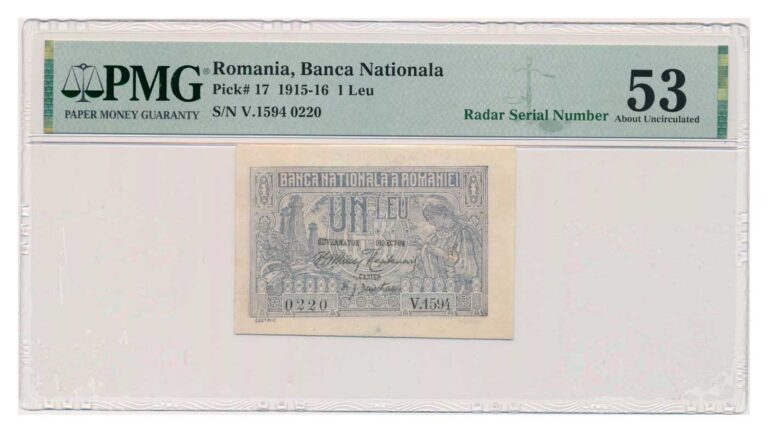 PMG®
PAPER MONEY GUARANTY
Romania, Banca Nationala
Pick# 17 1915-16 1 Leu
S/N V.1594 0220
Radar Serial Number
53
About Uncirculated
BANCA NATIONALA A ROMANIEI
UN LEU
GUVERNATOR DIRECTOR
CASIER
0220 V.1594